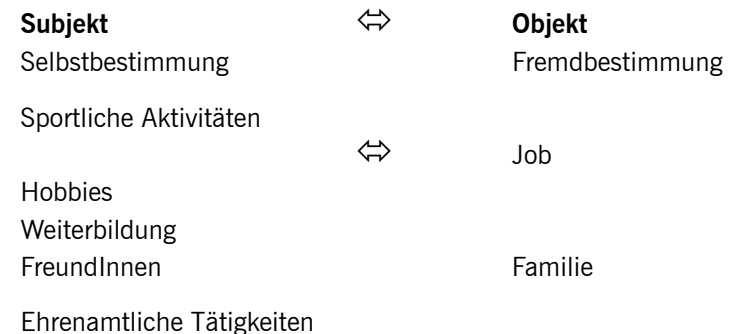 Subjekt ⇔ Objekt
Selbstbestimmung Fremdbestimmung
Sportliche Aktivitäten
⇔ Job
Hobbies
Weiterbildung
FreundInnen Familie
Ehrenamtliche Tätigkeiten